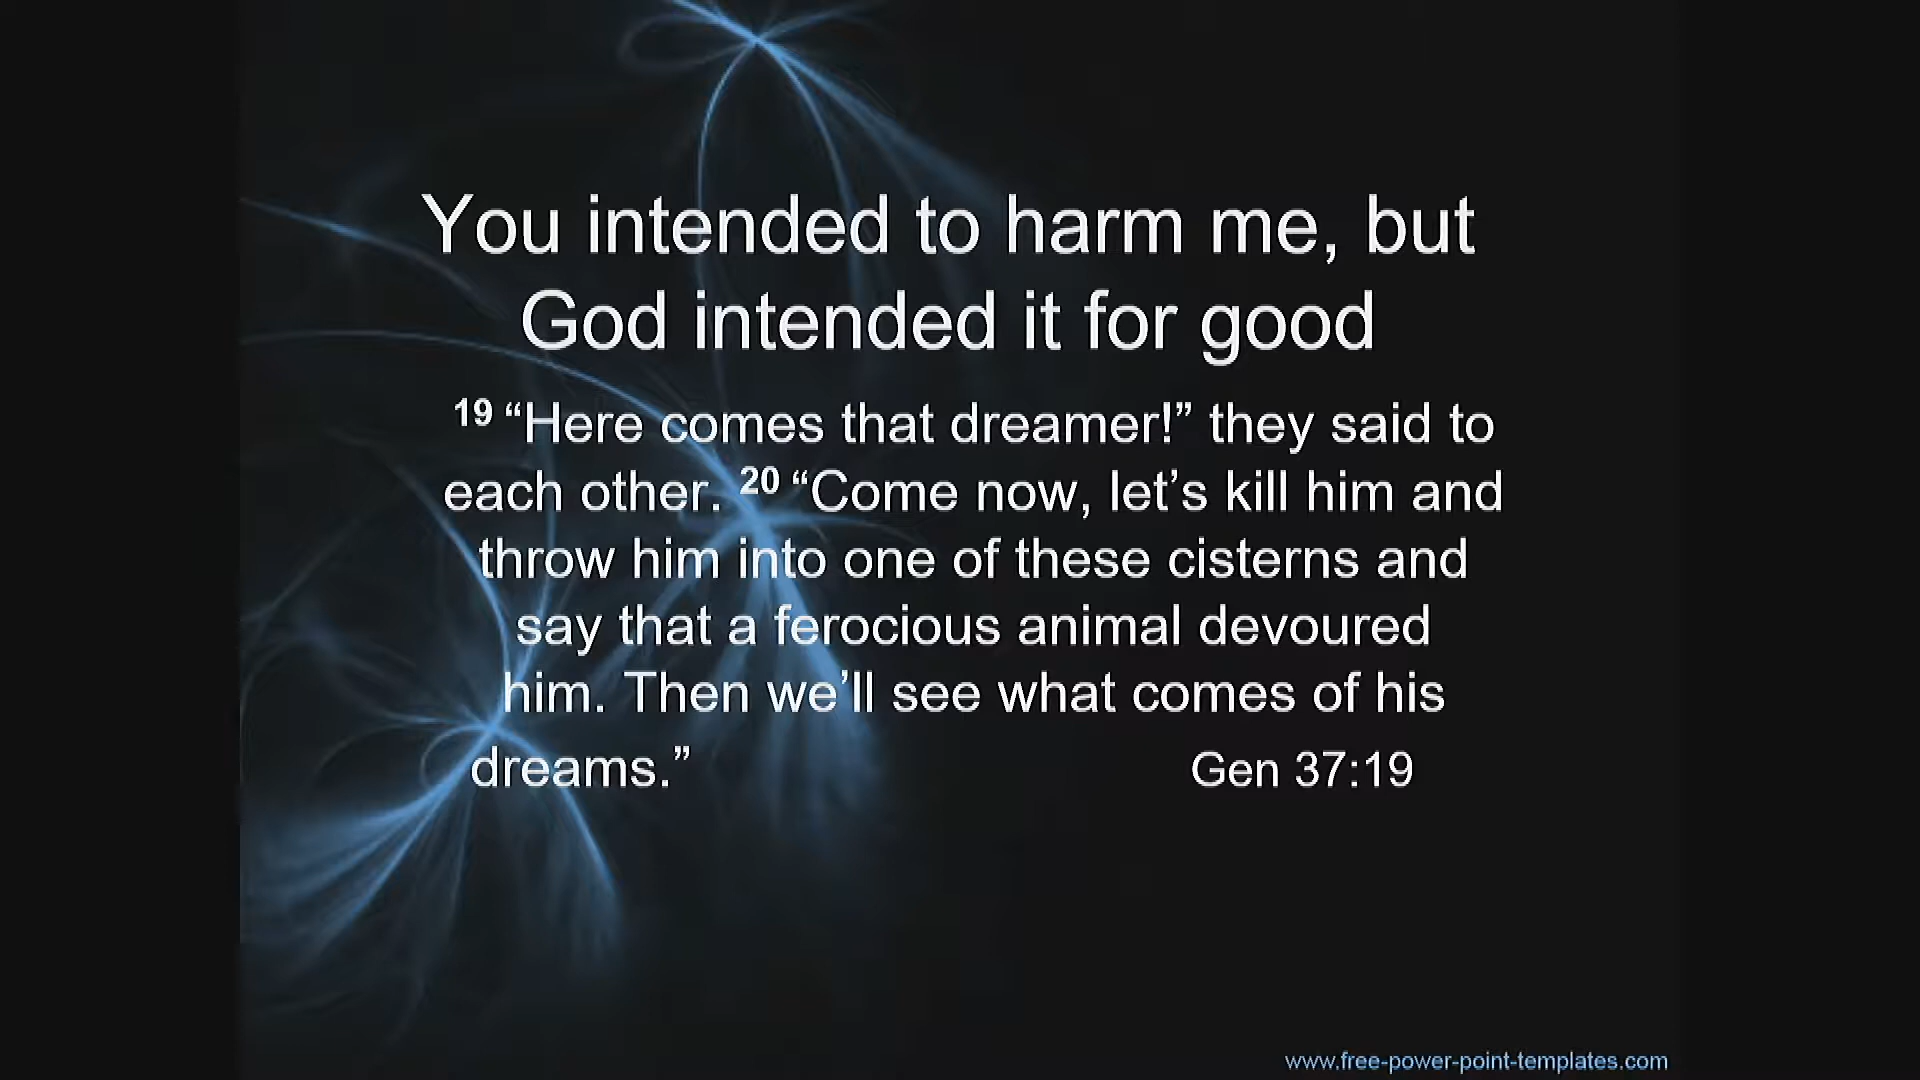 You intended to harm me, but
God intended it for good
19 “Here comes that dreamer!” they said to
each other. 20 “Come now, let’s kill him and
throw him into one of these cisterns and
say that a ferocious animal devoured
him. Then we’ll see what comes of his
dreams.” Gen 37:19
www.free-power-point-templates.com